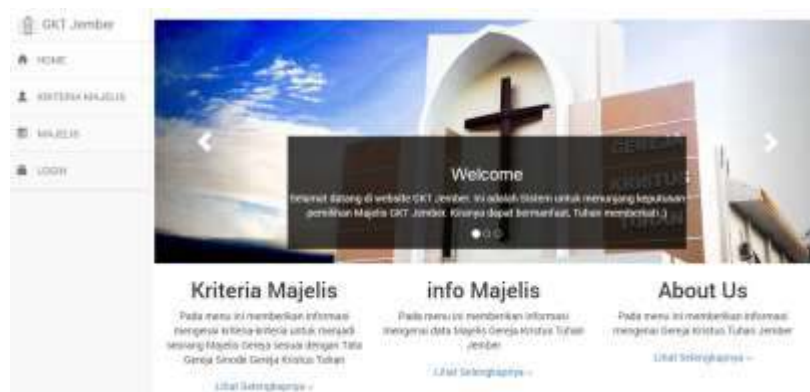 GKT Jember
HOME
KRITERIA MAJELIS
MAJELIS
LOGIN
GEREJA
KRISTUS
TUHAN
Welcome
Selamat datang di website GKT Jember. Ini adalah Sistem untuk menunjang keputusan
pemilihan Majelis GKT Jember. Kiranya dapat bermanfaat, Tuhan memberkati :)
Kriteria Majelis
Pada menu ini memberikan informasi
mengenai kriteria-kriteria untuk menjadi
seorang Majelis Gereja sesuai dengan Tata
Gereja Sinode Gereja Kristus Tuhan
Lihat Selengkapnya
info Majelis
Pada menu ini memberikan informasi
mengenai data Majelis Gereja Kristus Tuhan
Jember
Lihat Selengkapnya
About Us
Pada menu ini memberikan informasi
mengenai Gereja Kristus Tuhan Jember
Lihat Selengkapnya